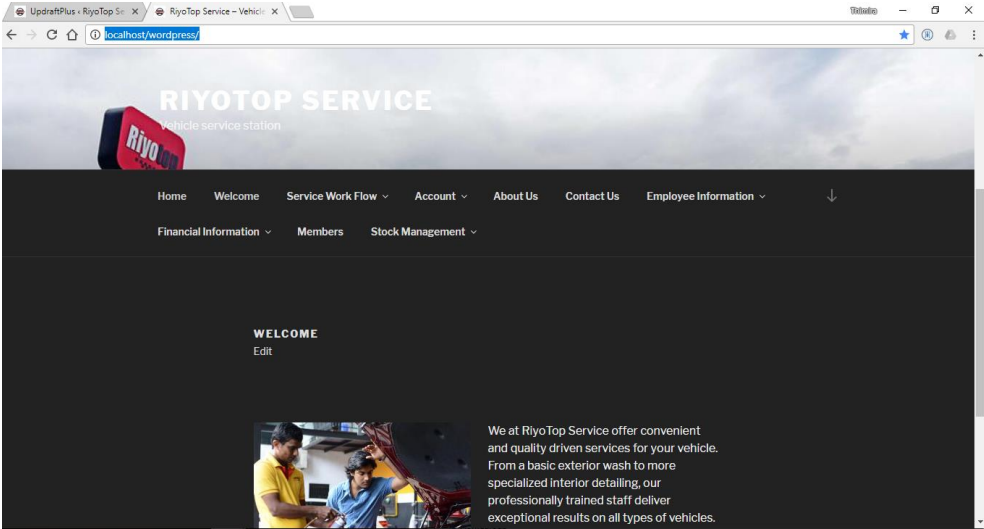 UpdraftPlus ‹ RiyoTop Se
RiyoTop Service – Vehicle
Thimira
localhost/wordpress/
RIYOTOP SERVICE
Vehicle service station
Riyo
Home Welcome Service Work Flow Account About Us Contact Us Employee Information
Financial Information Members Stock Management
WELCOME
Edit
We at RiyoTop Service offer convenient
and quality driven services for your vehicle.
From a basic exterior wash to more
specialized interior detailing, our
professionally trained staff deliver
exceptional results on all types of vehicles.